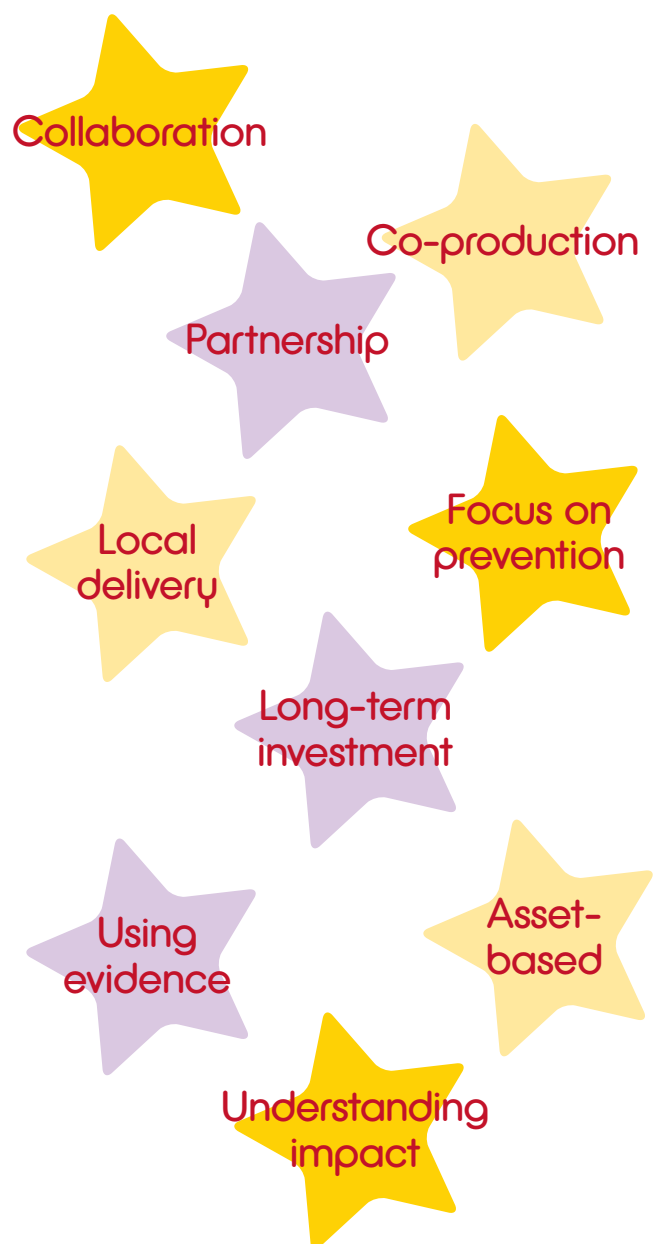 Collaboration
Co-production
Partnership
Local
delivery
Focus on
prevention
Long-term
investment
Using
evidence
Asset-
based
Understanding
impact